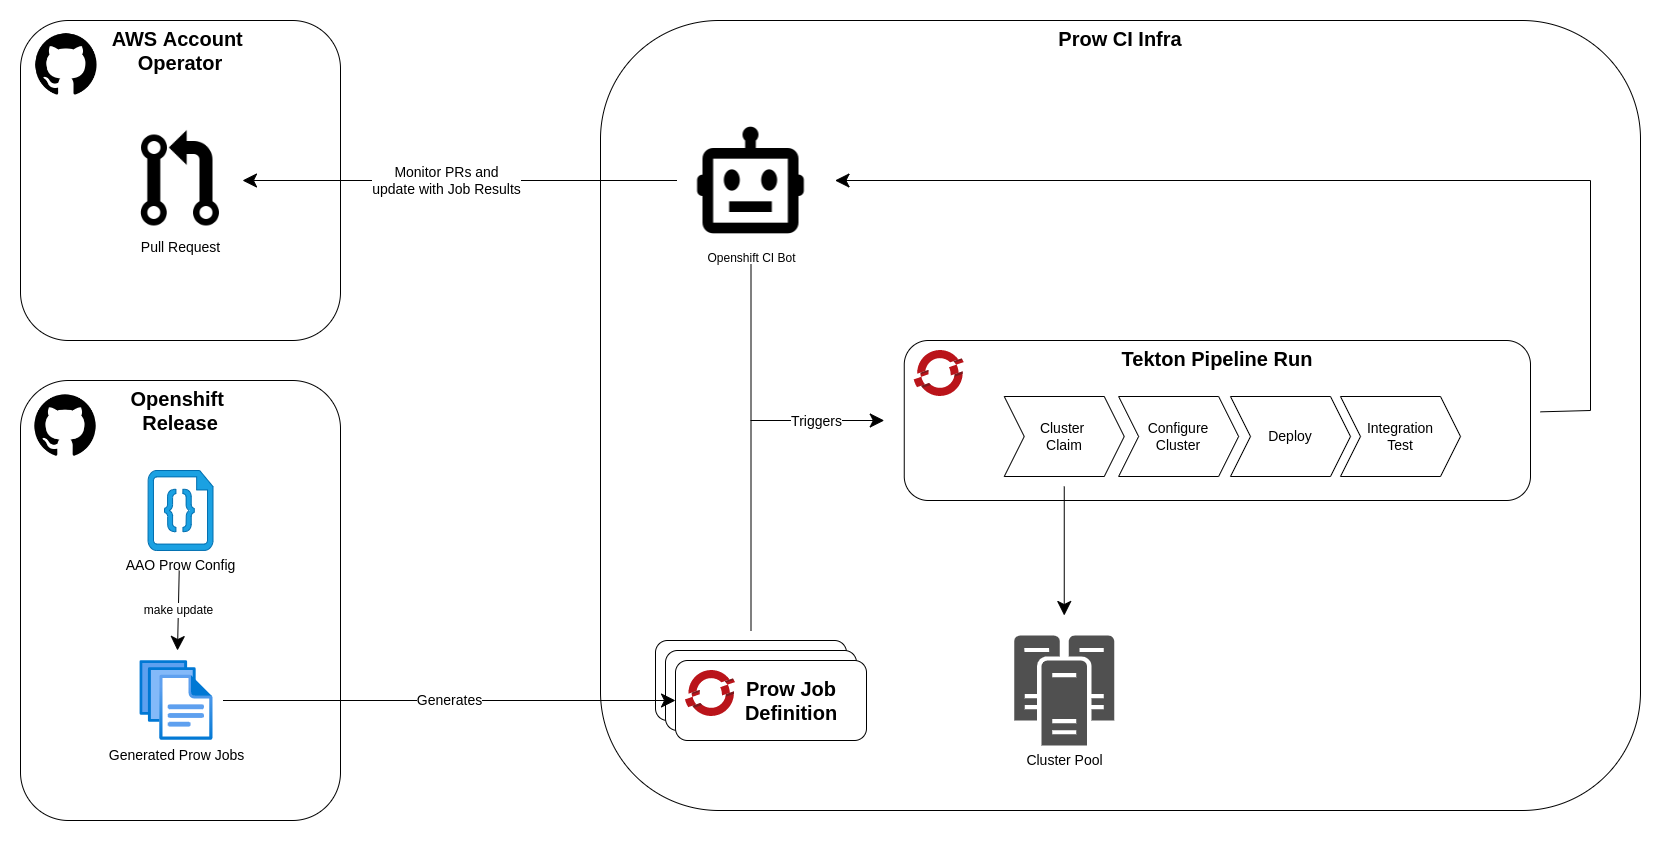 AWS Account
Operator
Pull Request
Monitor PRs and
update with Job Results
Prow CI Infra
Openshift CI Bot
Triggers
Tekton Pipeline Run
Cluster
Claim
Configure
Cluster
Deploy
Integration
Test
Cluster Pool
Openshift
Release
{}
AAO Prow Config
make update
Generated Prow Jobs
Generates
Prow Job
Definition